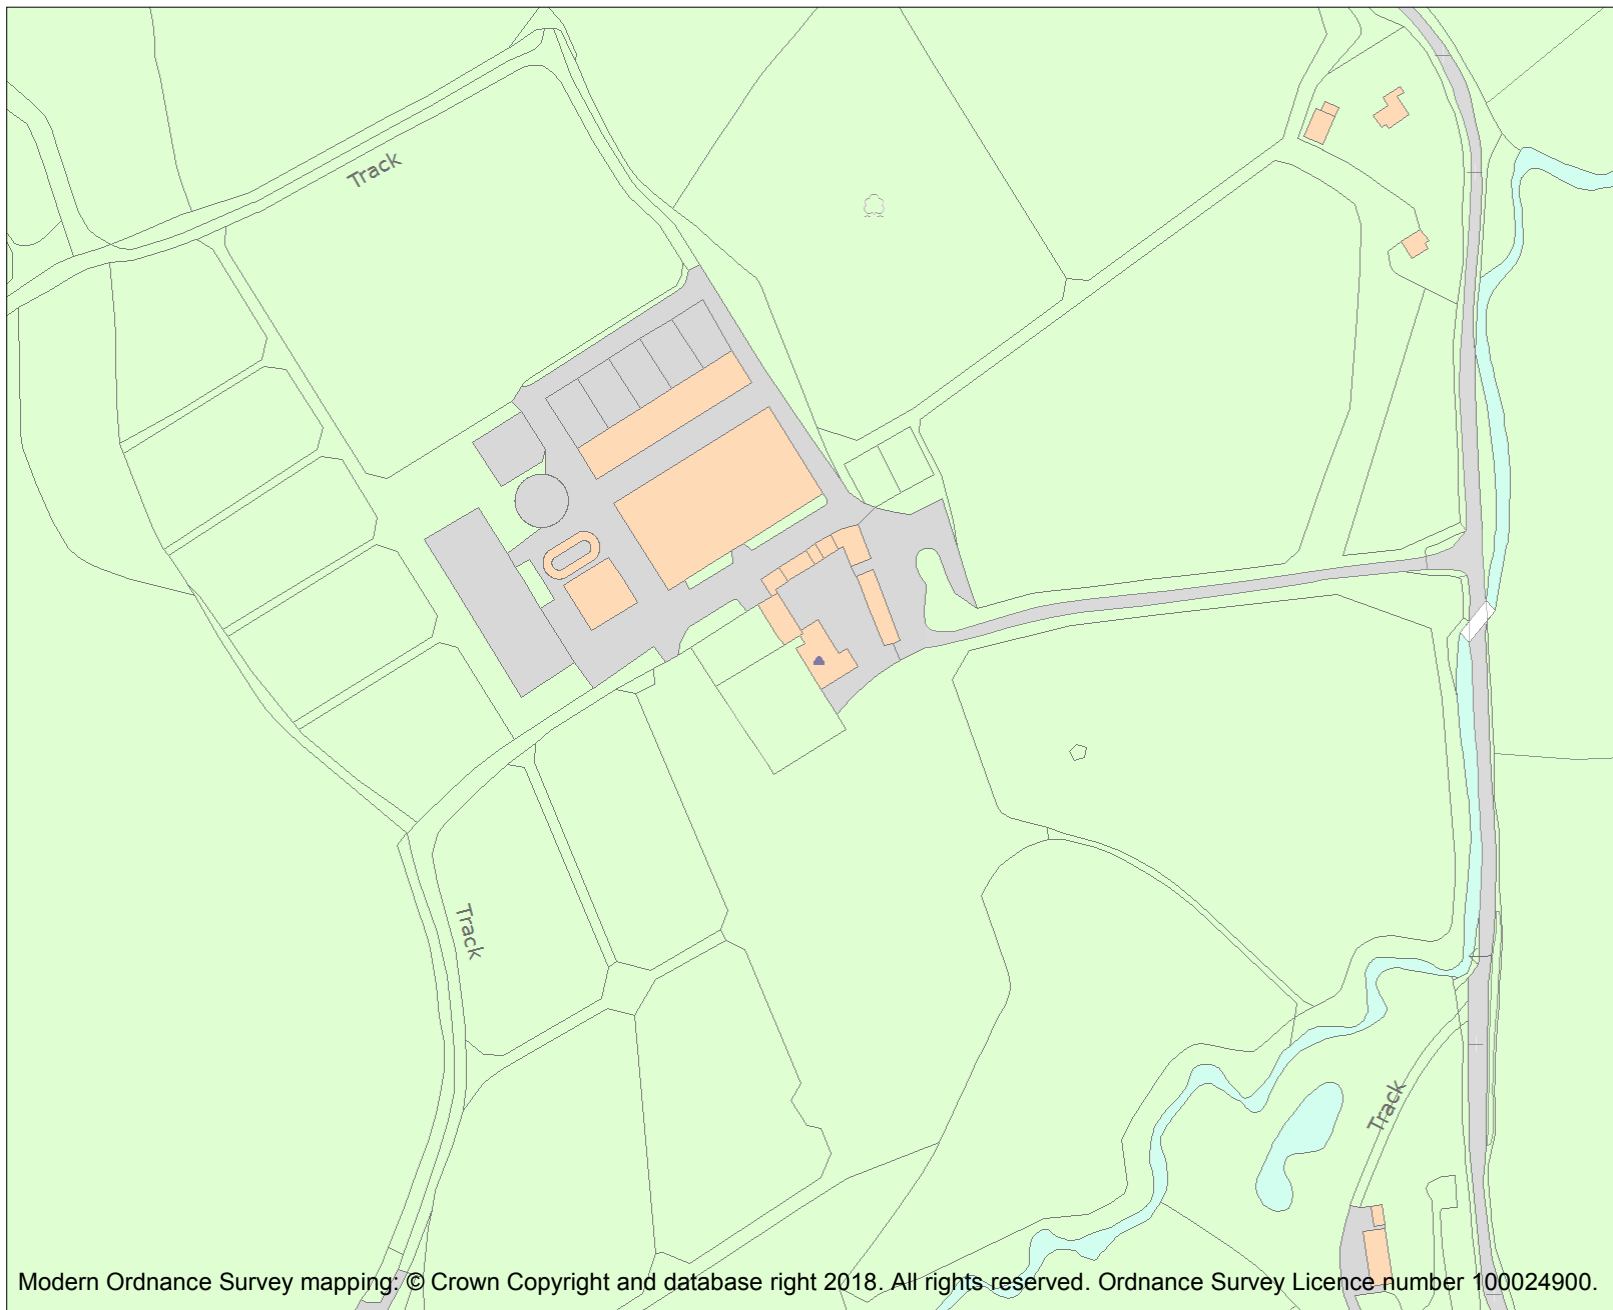 Track
Track
Track
Modern Ordnance Survey mapping: © Crown Copyright and database right 2018. All rights reserved. Ordnance Survey Licence number 100024900.